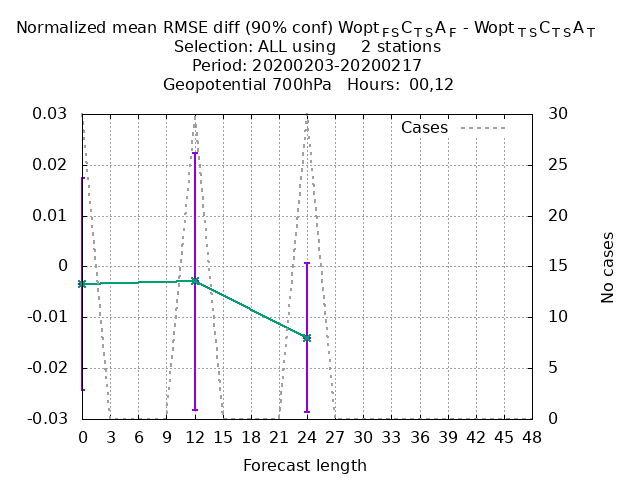 Normalized mean RMSE diff (90% conf) Wopt FS C TS A F - Wopt TS C TS A T
Selection: ALL using 2 stations
Period: 20200203-20200217
Geopotential 700hPa Hours: 00,12
0.03
0.02
0.01
0
-0.01
-0.02
-0.03
Cases
30
25
20
15
10
5
0
No cases
0 3 6 9 12 15 18 21 24 27 30 33 36 39 42 45 48
Forecast length